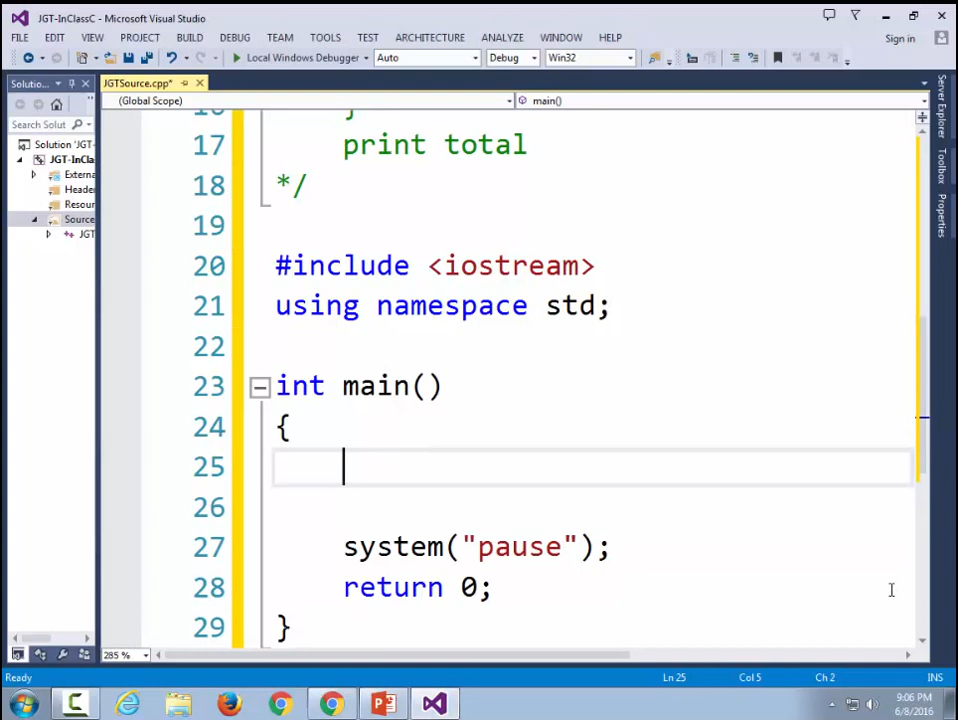 JGT-InClassC - Microsoft Visual Studio
FILE EDIT VIEW PROJECT BUILD DEBUG TEAM TOOLS TEST ARCHITECTURE ANALYZE WINDOW HELP Sign in
Local Windows Debugger Auto Debug Win32
Solutio... JGTSource.cpp*
(Global Scope) main()
Search Solut
Solution 'JGT-
JGT-InCla
Externa
Header
Resour
Source
JGT
Server Explorer
Toolbox
Properties
16 }
17 print total
18 */
19
20 #include <iostream>
21 using namespace std;
22
23 int main()
24 {
25
26
27 system("pause");
28 return 0;
29 }
285 %
Ready Ln 25 Col 5 Ch 2 INS
9:06 PM
6/8/2016